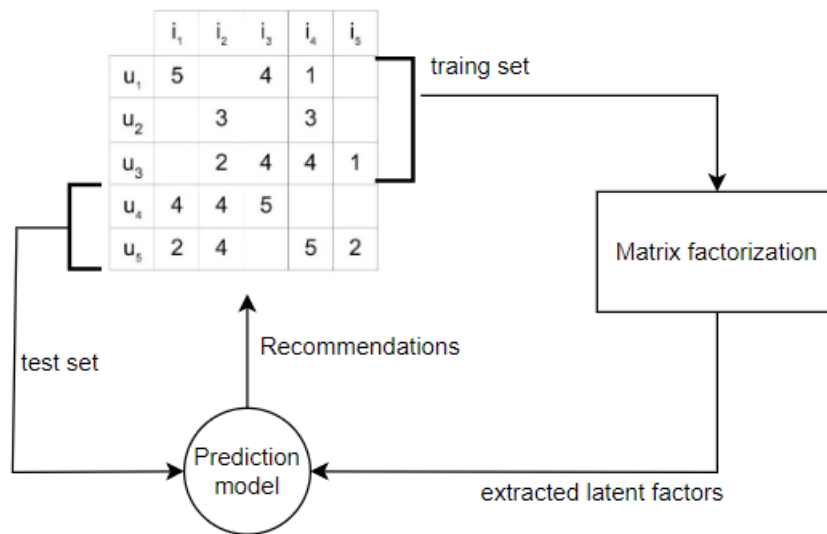 i₁ i₂ i₃ i₄ i₅
u₁ 5 4 1
u₂ 3 3
u₃ 2 4 4 1
u₄ 4 4 5
u₅ 2 4 5 2
traing set
Matrix factorization
test set
Recommendations
Prediction
model
extracted latent factors